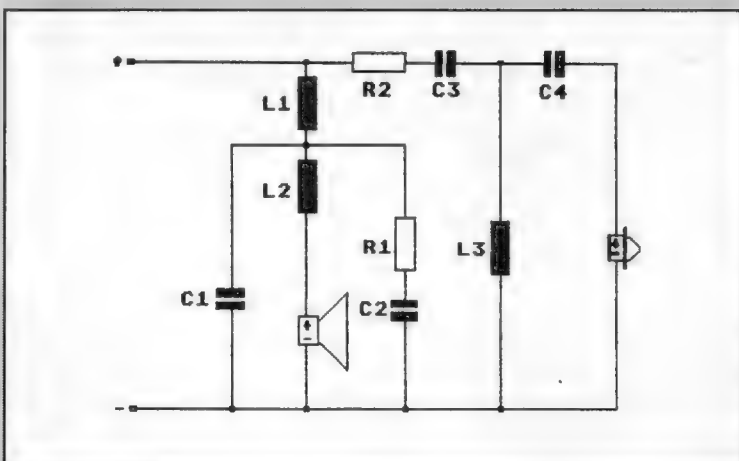 +
R2
C3
C4
L1
L2
R1
L3
C1
C2
+
-
+
-
-